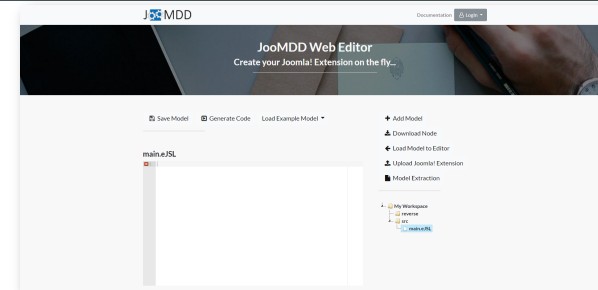 JooMDD
Documentation Login
JooMDD Web Editor
Create your Joomla! Extension on the fly...
Save Model Generate Code Load Example Model
Add Model
Download Node
Load Model to Editor
Upload Joomla! Extension
Model Extraction
main.eJSL
My Workspace
reverse
src
main.eJSL